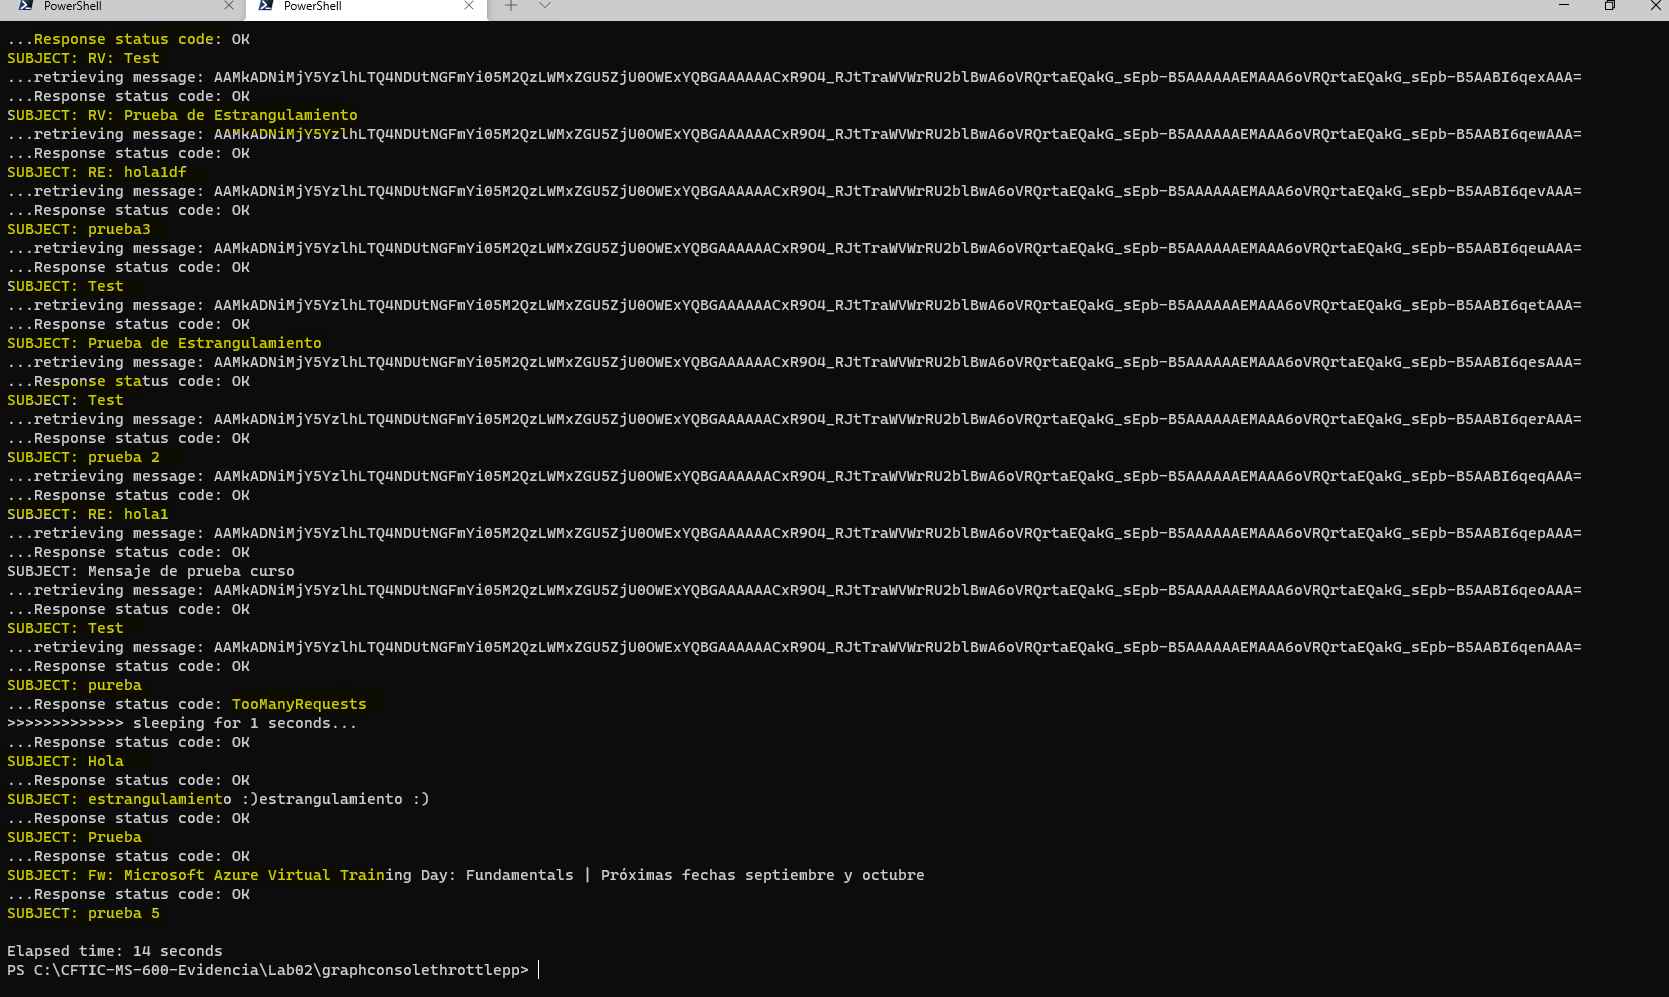 PowerShell
PowerShell
...Response status code: OK
SUBJECT: RV: Test
...retrieving message: AAMkADNiMjY5YzlhLTQ4NDUtNGFmYi05M2QzLWMxZGU5ZjU0OWExYQBGAAAAAACxR9O4_RJtTraWVWrRU2blBwA6oVRQrtaEQakG_sEpb-B5AAAAAAEMAAA6oVRQrtaEQakG_sEpb-B5AABI6qexAAA=
...Response status code: OK
SUBJECT: RV: Prueba de Estrangulamiento
...retrieving message: AAMkADNiMjY5YzlhLTQ4NDUtNGFmYi05M2QzLWMxZGU5ZjU0OWExYQBGAAAAAACxR9O4_RJtTraWVWrRU2blBwA6oVRQrtaEQakG_sEpb-B5AAAAAAEMAAA6oVRQrtaEQakG_sEpb-B5AABI6qewAAA=
...Response status code: OK
SUBJECT: RE: hola1df
...retrieving message: AAMkADNiMjY5YzlhLTQ4NDUtNGFmYi05M2QzLWMxZGU5ZjU0OWExYQBGAAAAAACxR9O4_RJtTraWVWrRU2blBwA6oVRQrtaEQakG_sEpb-B5AAAAAAEMAAA6oVRQrtaEQakG_sEpb-B5AABI6qevAAA=
...Response status code: OK
SUBJECT: prueba3
...retrieving message: AAMkADNiMjY5YzlhLTQ4NDUtNGFmYi05M2QzLWMxZGU5ZjU0OWExYQBGAAAAAACxR9O4_RJtTraWVWrRU2blBwA6oVRQrtaEQakG_sEpb-B5AAAAAAEMAAA6oVRQrtaEQakG_sEpb-B5AABI6qeuAAA=
...Response status code: OK
SUBJECT: Test
...retrieving message: AAMkADNiMjY5YzlhLTQ4NDUtNGFmYi05M2QzLWMxZGU5ZjU0OWExYQBGAAAAAACxR9O4_RJtTraWVWrRU2blBwA6oVRQrtaEQakG_sEpb-B5AAAAAAEMAAA6oVRQrtaEQakG_sEpb-B5AABI6qetAAA=
...Response status code: OK
SUBJECT: Prueba de Estrangulamiento
...retrieving message: AAMkADNiMjY5YzlhLTQ4NDUtNGFmYi05M2QzLWMxZGU5ZjU0OWExYQBGAAAAAACxR9O4_RJtTraWVWrRU2blBwA6oVRQrtaEQakG_sEpb-B5AAAAAAEMAAA6oVRQrtaEQakG_sEpb-B5AABI6qesAAA=
...Response status code: OK
SUBJECT: Test
...retrieving message: AAMkADNiMjY5YzlhLTQ4NDUtNGFmYi05M2QzLWMxZGU5ZjU0OWExYQBGAAAAAACxR9O4_RJtTraWVWrRU2blBwA6oVRQrtaEQakG_sEpb-B5AAAAAAEMAAA6oVRQrtaEQakG_sEpb-B5AABI6qerAAA=
...Response status code: OK
SUBJECT: prueba 2
...retrieving message: AAMkADNiMjY5YzlhLTQ4NDUtNGFmYi05M2QzLWMxZGU5ZjU0OWExYQBGAAAAAACxR9O4_RJtTraWVWrRU2blBwA6oVRQrtaEQakG_sEpb-B5AAAAAAEMAAA6oVRQrtaEQakG_sEpb-B5AABI6qeqAAA=
...Response status code: OK
SUBJECT: RE: hola1
...retrieving message: AAMkADNiMjY5YzlhLTQ4NDUtNGFmYi05M2QzLWMxZGU5ZjU0OWExYQBGAAAAAACxR9O4_RJtTraWVWrRU2blBwA6oVRQrtaEQakG_sEpb-B5AAAAAAEMAAA6oVRQrtaEQakG_sEpb-B5AABI6qepAAA=
...Response status code: OK
SUBJECT: Mensaje de prueba curso
...retrieving message: AAMkADNiMjY5YzlhLTQ4NDUtNGFmYi05M2QzLWMxZGU5ZjU0OWExYQBGAAAAAACxR9O4_RJtTraWVWrRU2blBwA6oVRQrtaEQakG_sEpb-B5AAAAAAEMAAA6oVRQrtaEQakG_sEpb-B5AABI6qeoAAA=
...Response status code: OK
SUBJECT: Test
...retrieving message: AAMkADNiMjY5YzlhLTQ4NDUtNGFmYi05M2QzLWMxZGU5ZjU0OWExYQBGAAAAAACxR9O4_RJtTraWVWrRU2blBwA6oVRQrtaEQakG_sEpb-B5AAAAAAEMAAA6oVRQrtaEQakG_sEpb-B5AABI6qenAAA=
...Response status code: OK
SUBJECT: pureba
...Response status code: TooManyRequests
>>>>>>>>>>>>> sleeping for 1 seconds...
...Response status code: OK
SUBJECT: Hola
...Response status code: OK
SUBJECT: estrangulamiento :)estrangulamiento :)
...Response status code: OK
SUBJECT: Prueba
...Response status code: OK
SUBJECT: Fw: Microsoft Azure Virtual Training Day: Fundamentals | Próximas fechas septiembre y octubre
...Response status code: OK
SUBJECT: prueba 5
Elapsed time: 14 seconds
PS C:\CFTIC-MS-600-Evidencia\Lab02\graphconsolethrottlepp>